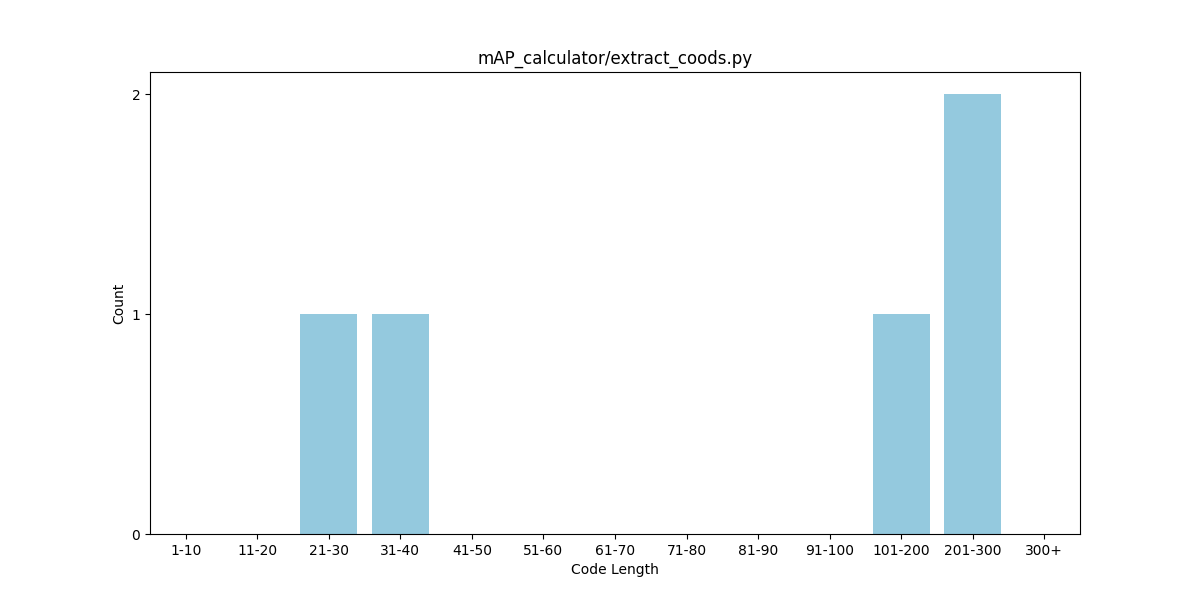 mAP_calculator/extract_coods.py
Count
2
1
0
1-10 11-20 21-30 31-40 41-50 51-60 61-70 71-80 81-90 91-100 101-200 201-300 300+
Code Length